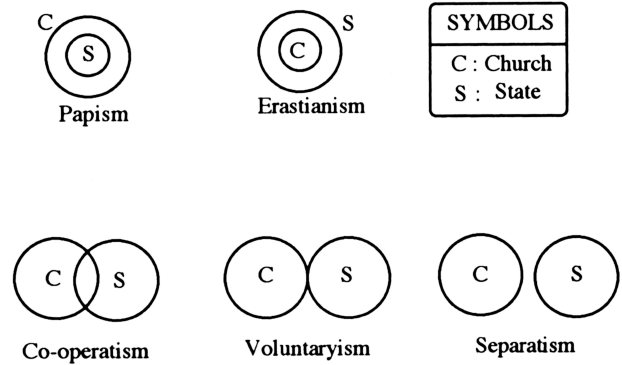 C
S
Papism
S
C
Erastianism
SYMBOLS
C : Church
S : State
C
S
Co-operatism
C
S
Voluntaryism
C
S
Separatism